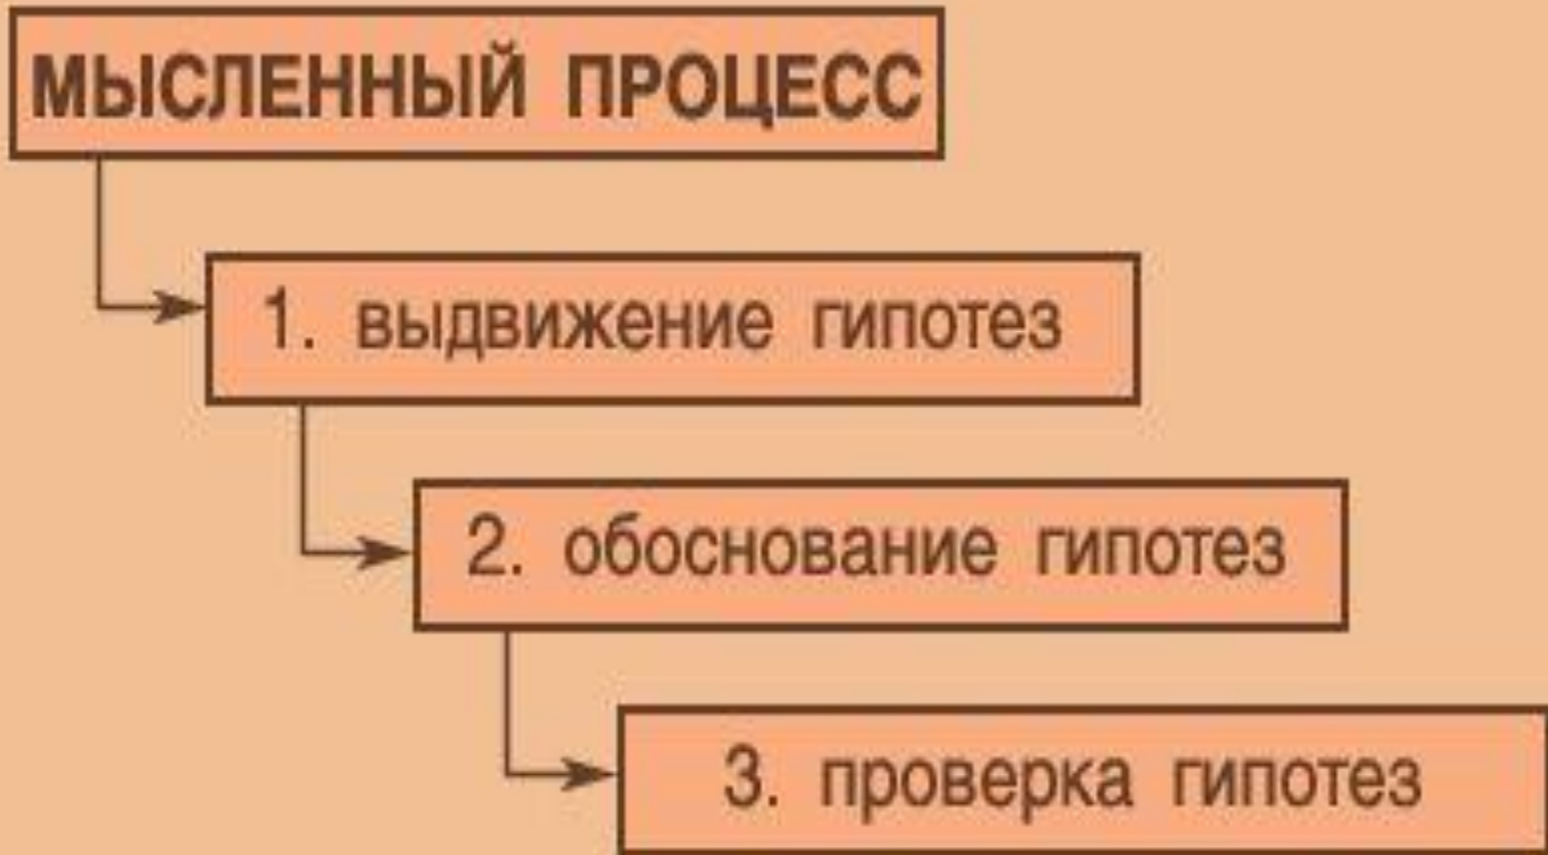 МЫСЛЕННЫЙ ПРОЦЕСС
1. выдвижение гипотез
2. обоснование гипотез
3. проверка гипотез